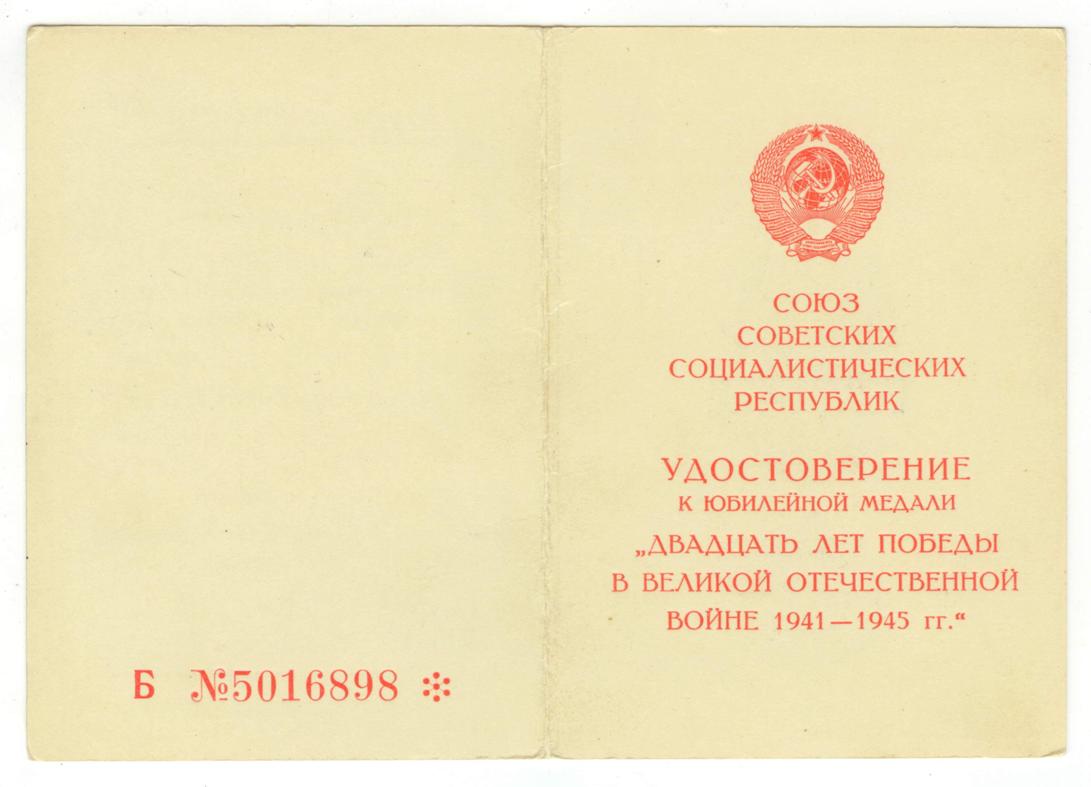 СОЮЗ
СОВЕТСКИХ
СОЦИАЛИСТИЧЕСКИХ
РЕСПУБЛИК
УДОСТОВЕРЕНИЕ
К ЮБИЛЕЙНОЙ МЕДАЛИ
„ДВАДЦАТЬ ЛЕТ ПОБЕДЫ
В ВЕЛИКОЙ ОТЕЧЕСТВЕННОЙ
ВОЙНЕ 1941—1945 гг.“
Б №5016898